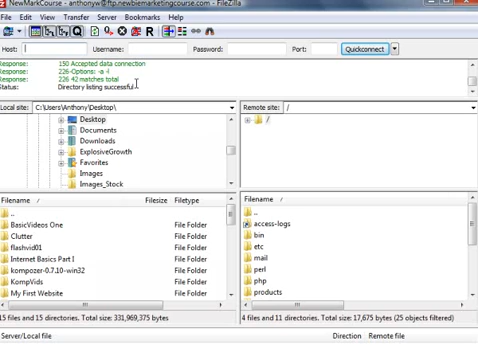 NewMarkCourse - anthonyw@ftp.newbiemarketingcourse.com - FileZilla
File Edit View Transfer Server Bookmarks Help
Host: Username: Password: Port: Quickconnect
Response: 150 Accepted data connection
Response: 226-Options: -a -l
Response: 226 42 matches total
Status: Directory listing successful
Local site: C:\Users\Anthony\Desktop\
Remote site: /
Desktop
Documents
Downloads
ExplosiveGrowth
Favorites
Images
Images_Stock
/
Filename / Filesize Filetype
..
BasicVideos One File Folder
Clutter File Folder
flashvid01 File Folder
Internet Basics Part I File Folder
kompozer-0.7.10-win32 File Folder
KompVids File Folder
My First Website File Folder
Filename /
..
access-logs
bin
etc
mail
perl
php
products
15 files and 15 directories. Total size: 331,969,375 bytes
4 files and 11 directories. Total size: 17,675 bytes (25 objects filtered)
Server/Local file Direction Remote file